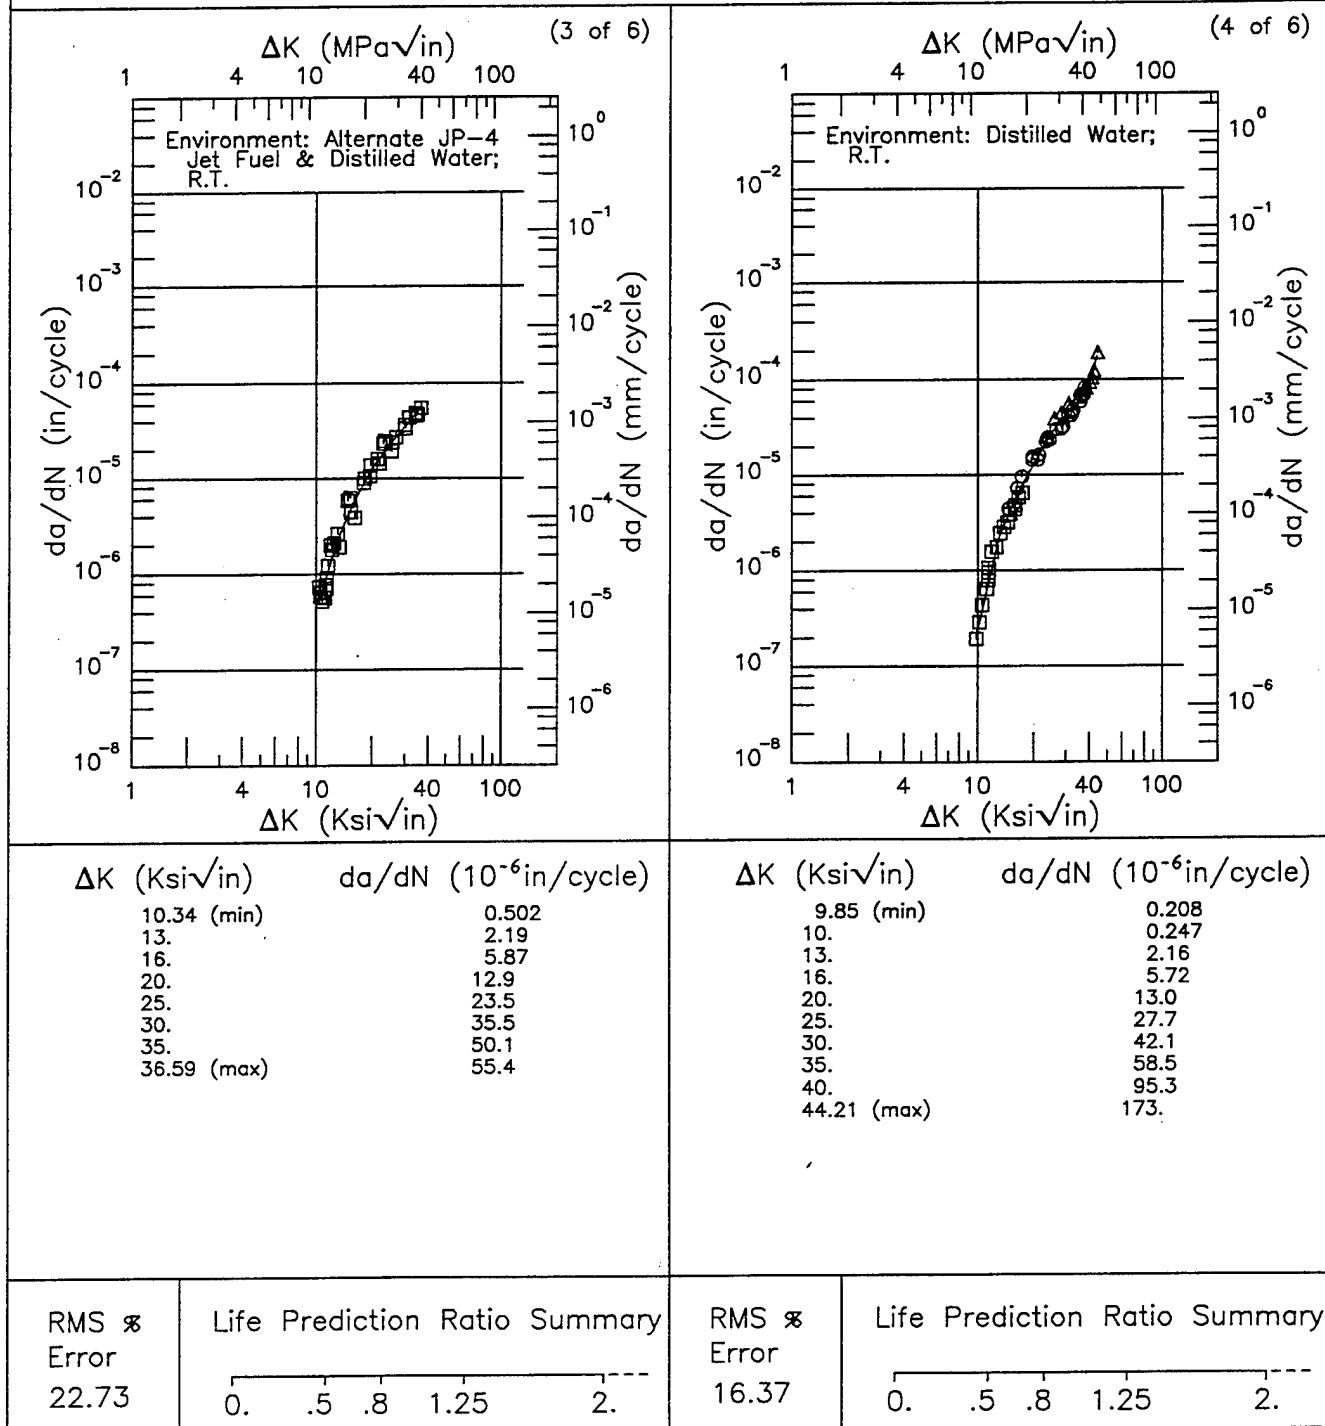 (3 of 6)
ΔK (MPa√in)
1 4 10 40 100
Environment: Alternate JP-4
Jet Fuel & Distilled Water;
R.T.
10⁻²
10⁻³
10⁻⁴
10⁻⁵
10⁻⁶
10⁻⁷
10⁻⁸
da/dN (in/cycle)
10⁰
10⁻¹
10⁻²
10⁻³
10⁻⁴
10⁻⁵
10⁻⁶
da/dN (mm/cycle)
1 4 10 40 100
ΔK (Ksi√in)
ΔK (Ksi√in) da/dN (10⁻⁶in/cycle)
10.34 (min) 0.502
13. 2.19
16. 5.87
20. 12.9
25. 23.5
30. 35.5
35. 50.1
36.59 (max) 55.4
RMS %
Error
22.73
Life Prediction Ratio Summary
0. .5 .8 1.25 2.
(4 of 6)
ΔK (MPa√in)
1 4 10 40 100
Environment: Distilled Water;
R.T.
10⁻²
10⁻³
10⁻⁴
10⁻⁵
10⁻⁶
10⁻⁷
10⁻⁸
da/dN (in/cycle)
10⁰
10⁻¹
10⁻²
10⁻³
10⁻⁴
10⁻⁵
10⁻⁶
da/dN (mm/cycle)
1 4 10 40 100
ΔK (Ksi√in)
ΔK (Ksi√in) da/dN (10⁻⁶in/cycle)
9.85 (min) 0.208
10. 0.247
13. 2.16
16. 5.72
20. 13.0
25. 27.7
30. 42.1
35. 58.5
40. 95.3
44.21 (max) 173.
RMS %
Error
16.37
Life Prediction Ratio Summary
0. .5 .8 1.25 2.